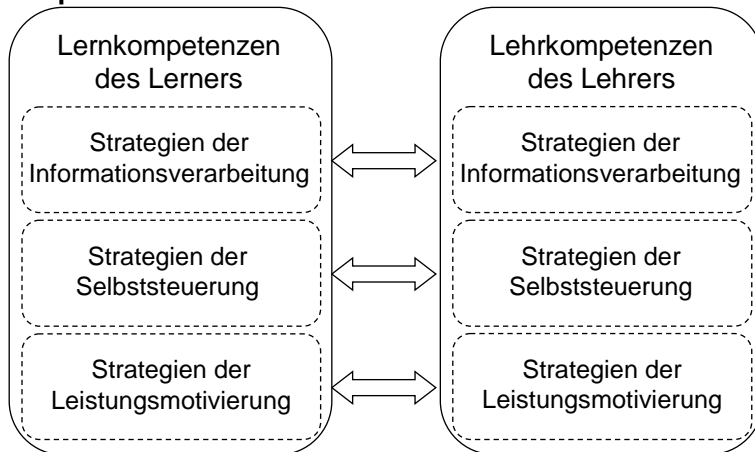 Lernkompetenzen
des Lerners
Strategien der
Informationsverarbeitung
Strategien der
Selbststeuerung
Strategien der
Leistungsmotivierung
Lehrkompetenzen
des Lehrers
Strategien der
Informationsverarbeitung
Strategien der
Selbststeuerung
Strategien der
Leistungsmotivierung